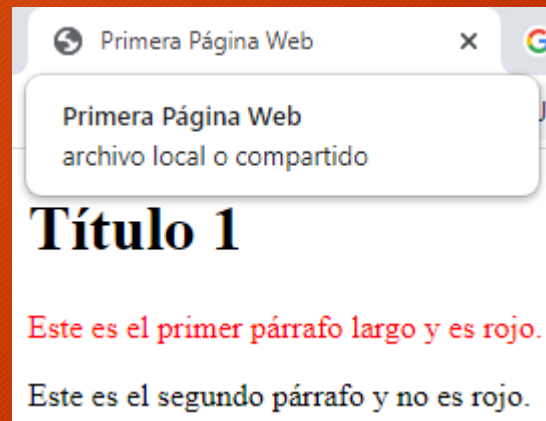 Primera Página Web
Primera Página Web
archivo local o compartido
Título 1
Este es el primer párrafo largo y es rojo.
Este es el segundo párrafo y no es rojo.